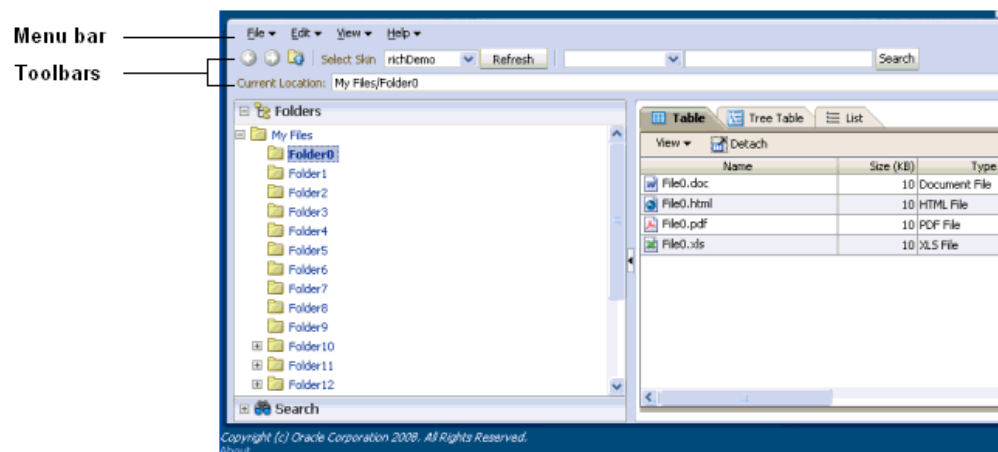 Menu bar
File Edit View Help
Toolbars
Select Skin richDemo Refresh Search
Current Location: My Files/Folder0
Folders
My Files
Folder0
Folder1
Folder2
Folder3
Folder4
Folder5
Folder6
Folder7
Folder8
Folder9
Folder10
Folder11
Folder12
Search
Table Tree Table List
View Detach
Name Size (KB) Type
File0.doc 10 Document File
File0.html 10 HTML File
File0.pdf 10 PDF File
File0.xls 10 XLS File
Copyright (c) Oracle Corporation 2008. All Rights Reserved.
About